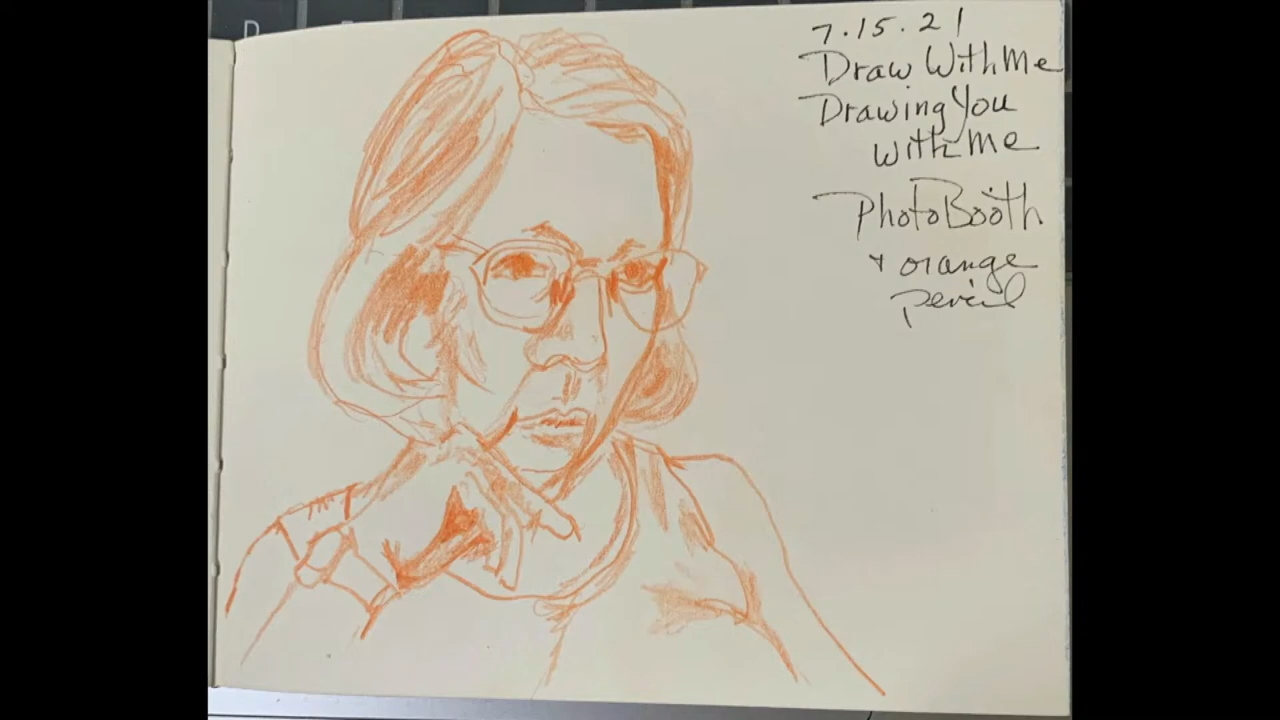 7.15.21
Draw With Me
Drawing You
with me
PhotoBooth
+ orange
pencil
D